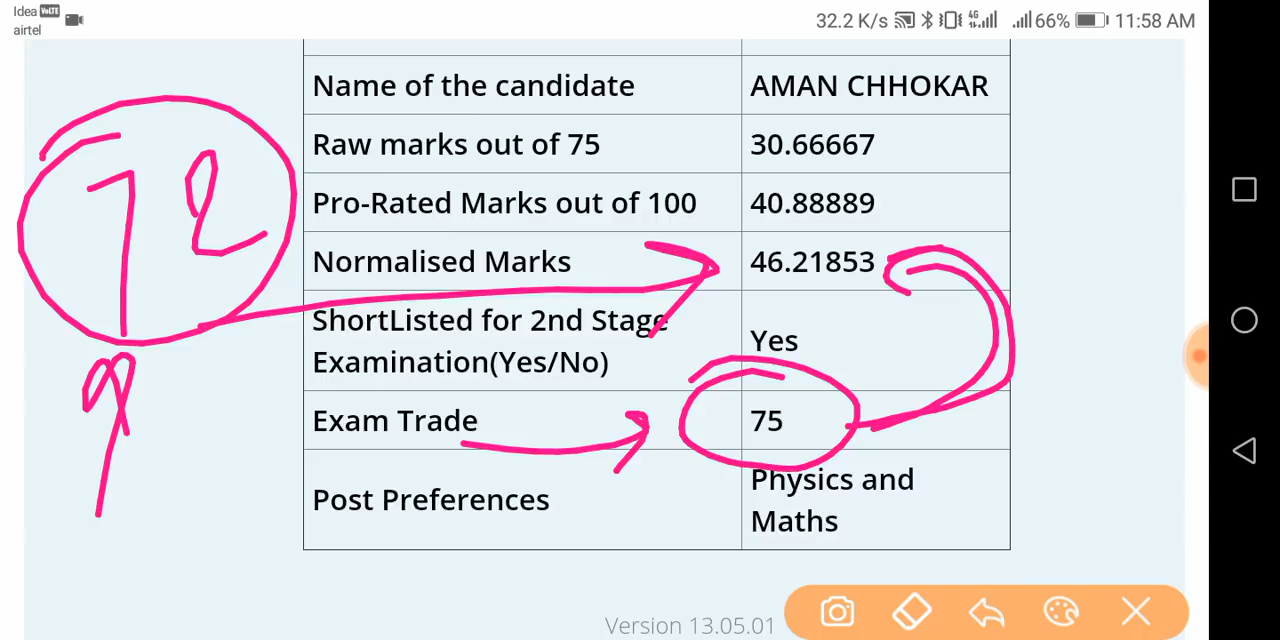 Idea VoLTE
airtel
32.2 K/s 4G 66% 11:58 AM
Name of the candidate AMAN CHHOKAR
Raw marks out of 75 30.66667
Pro-Rated Marks out of 100 40.88889
Normalised Marks 46.21853
ShortListed for 2nd Stage
Examination(Yes/No) Yes
Exam Trade 75
Post Preferences Physics and
Maths
72
Version 13.05.01